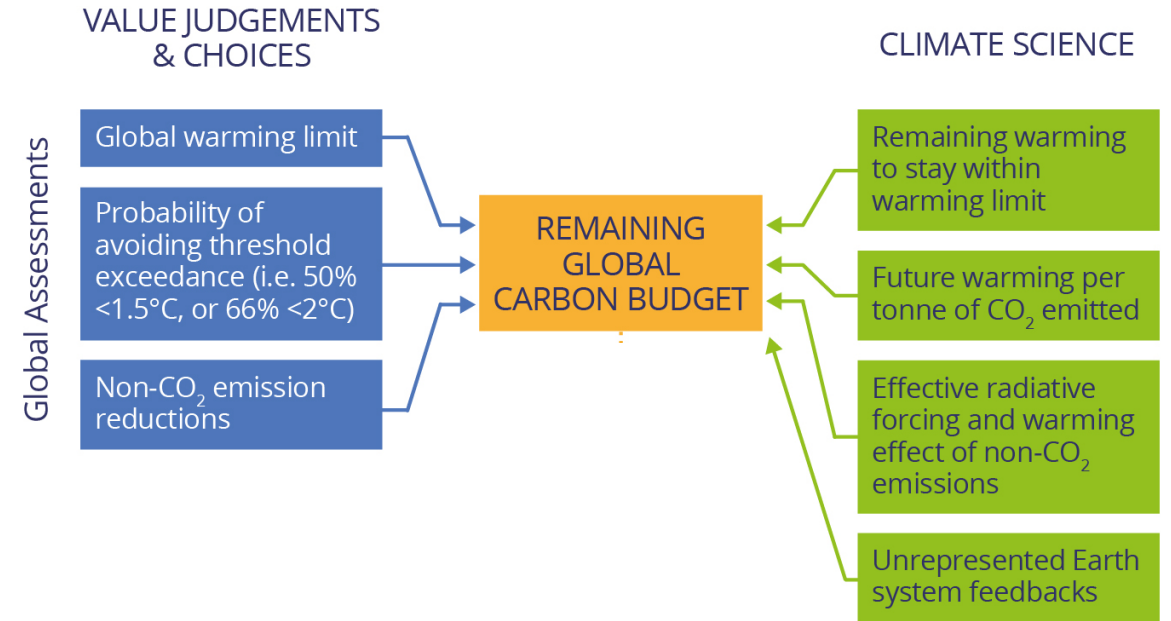 VALUE JUDGEMENTS
& CHOICES
CLIMATE SCIENCE
Global Assessments
Global warming limit
Probability of
avoiding threshold
exceedance (i.e. 50%
<1.5°C, or 66% <2°C)
Non-CO₂ emission
reductions
REMAINING
GLOBAL
CARBON BUDGET
Remaining warming
to stay within
warming limit
Future warming per
tonne of CO₂ emitted
Effective radiative
forcing and warming
effect of non-CO₂
emissions
Unrepresented Earth
system feedbacks